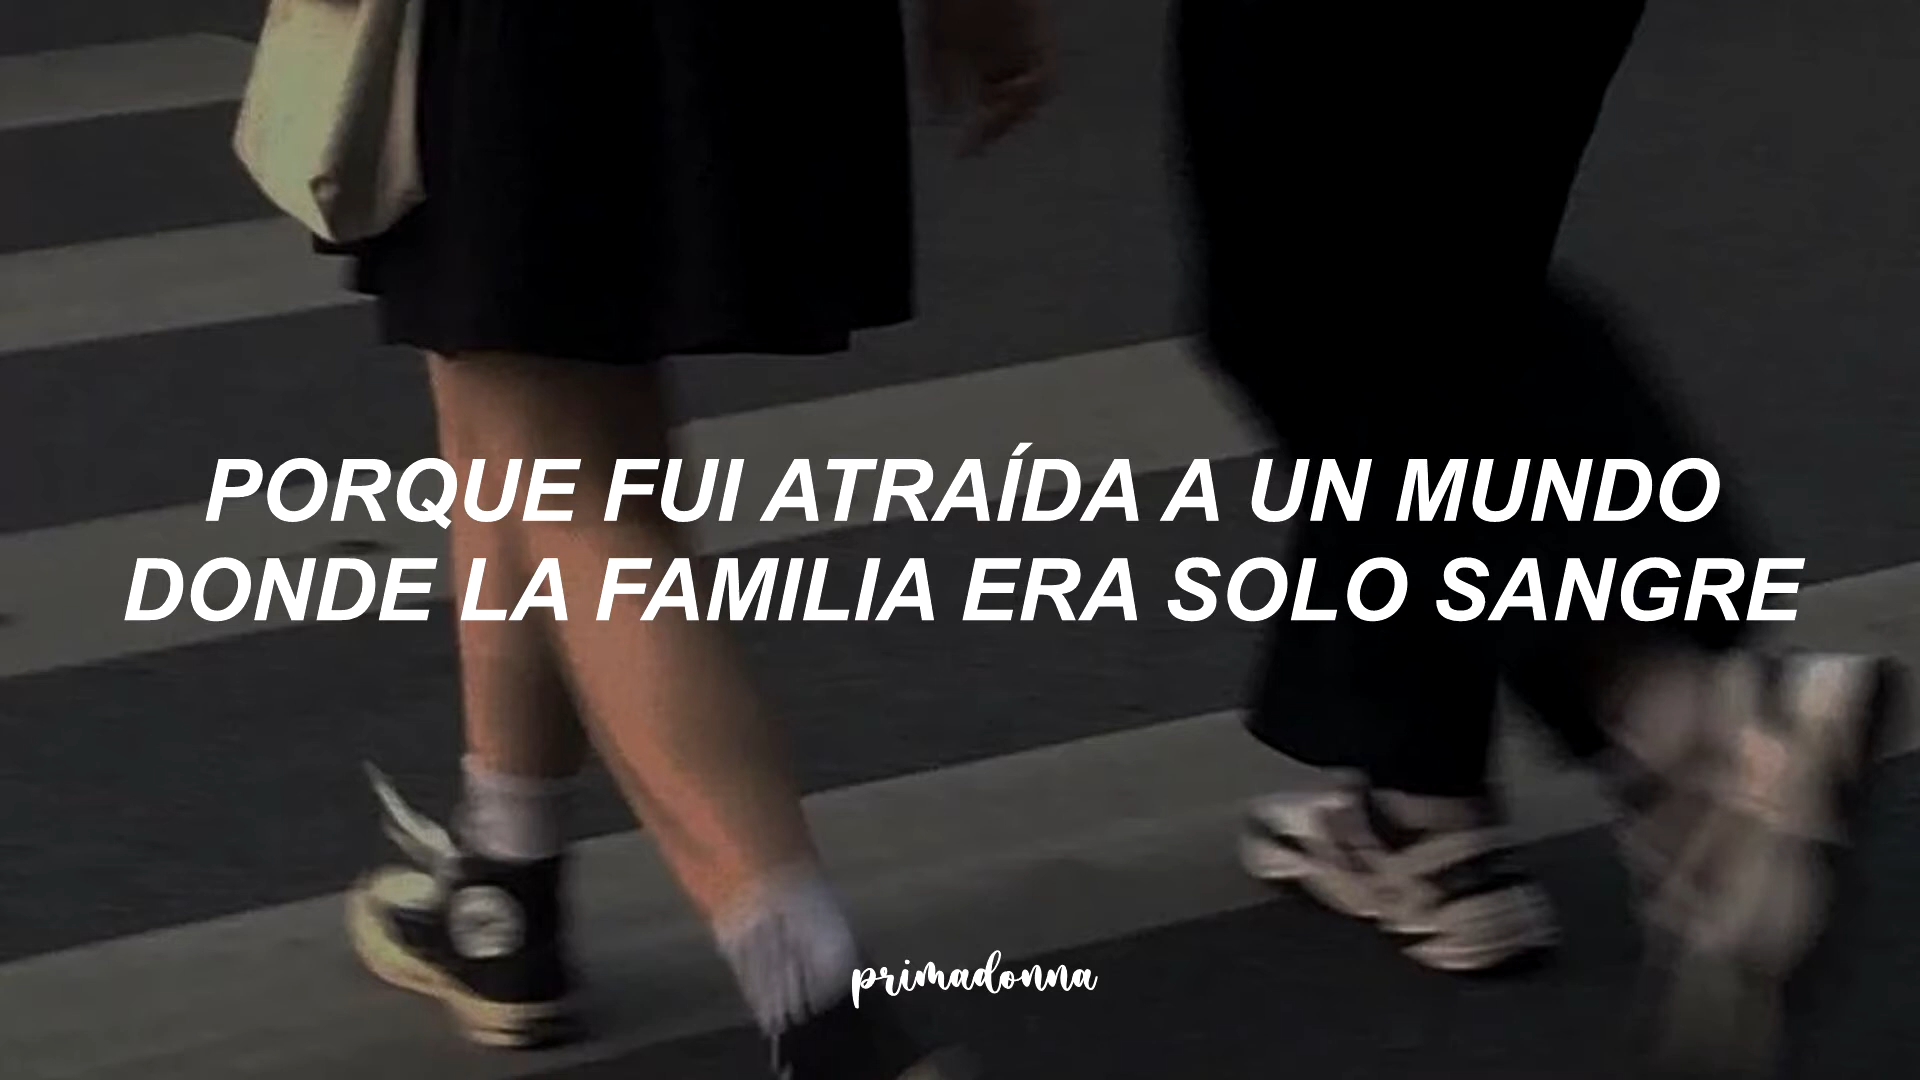 PORQUE FUI ATRAÍDA A UN MUNDO
DONDE LA FAMILIA ERA SOLO SANGRE
primadonna